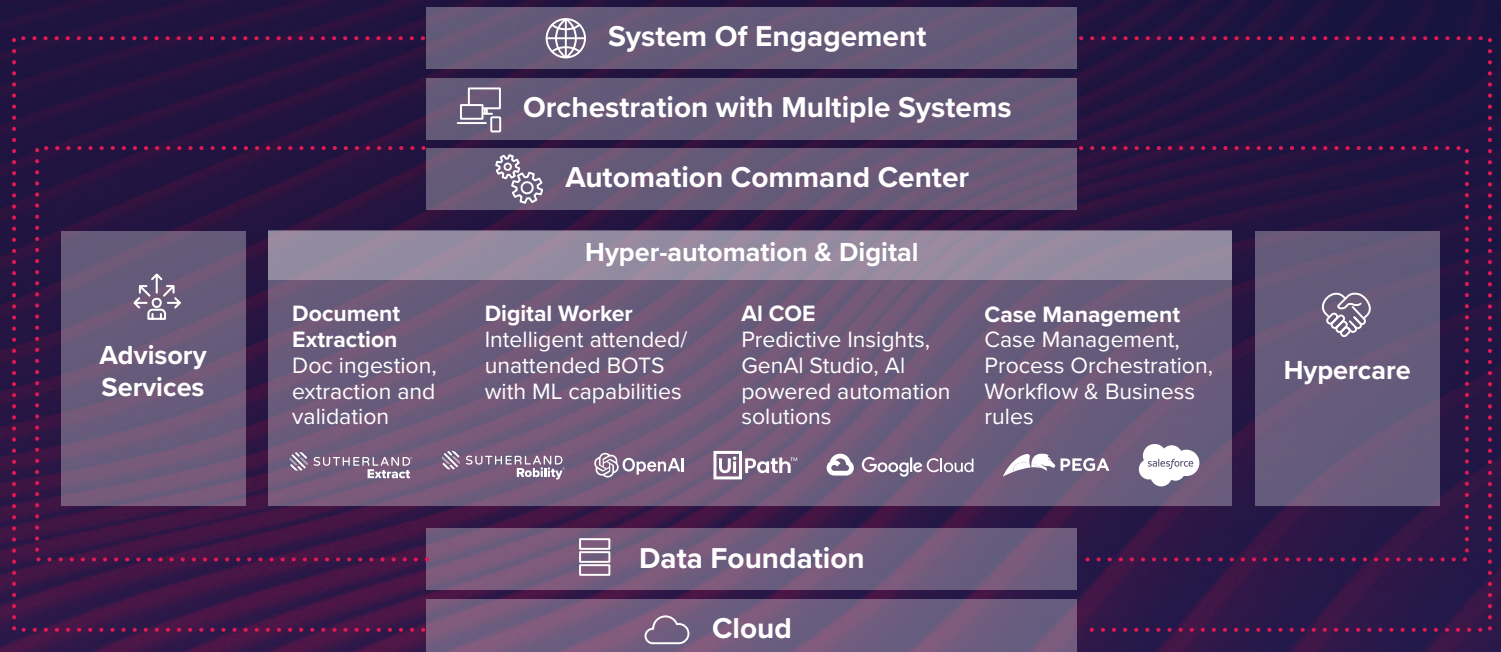 System Of Engagement
Orchestration with Multiple Systems
Automation Command Center
Advisory
Services
Hyper-automation & Digital
Document
Extraction
Doc ingestion,
extraction and
validation
Digital Worker
Intelligent attended/
unattended BOTS
with ML capabilities
AI COE
Predictive Insights,
GenAI Studio, AI
powered automation
solutions
Case Management
Case Management,
Process Orchestration,
Workflow & Business
rules
SUTHERLAND
Extract
SUTHERLAND
Robility
OpenAI
UiPath™
Google Cloud
PEGA
salesforce
Hypercare
Data Foundation
Cloud